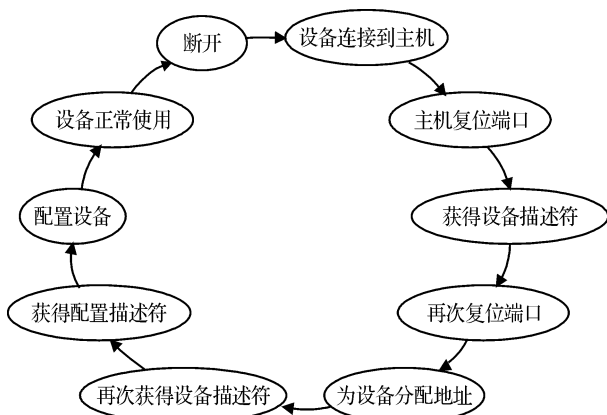 断开
设备连接到主机
主机复位端口
获得设备描述符
再次复位端口
为设备分配地址
再次获得设备描述符
获得配置描述符
配置设备
设备正常使用